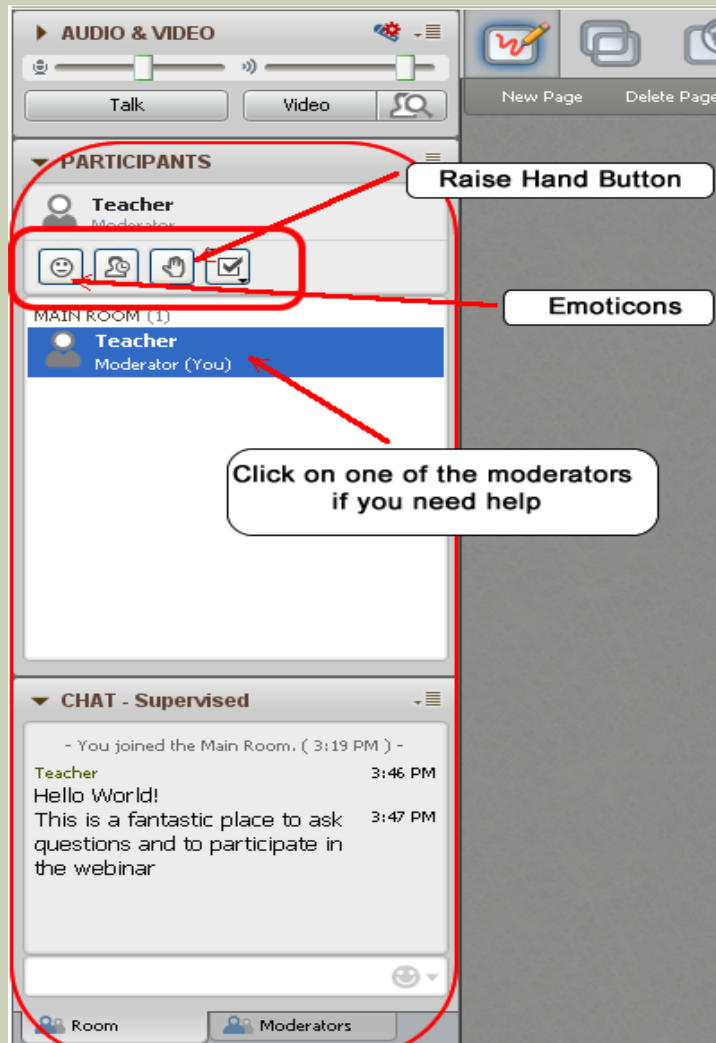 AUDIO & VIDEO
Talk
Video
New Page
Delete Page
PARTICIPANTS
Raise Hand Button
Teacher
Moderator
Emoticons
MAIN ROOM (1)
Teacher
Moderator (You)
Click on one of the moderators
if you need help
CHAT - Supervised
- You joined the Main Room. ( 3:19 PM ) -
Teacher 3:46 PM
Hello World!
This is a fantastic place to ask 3:47 PM
questions and to participate in
the webinar
Room
Moderators